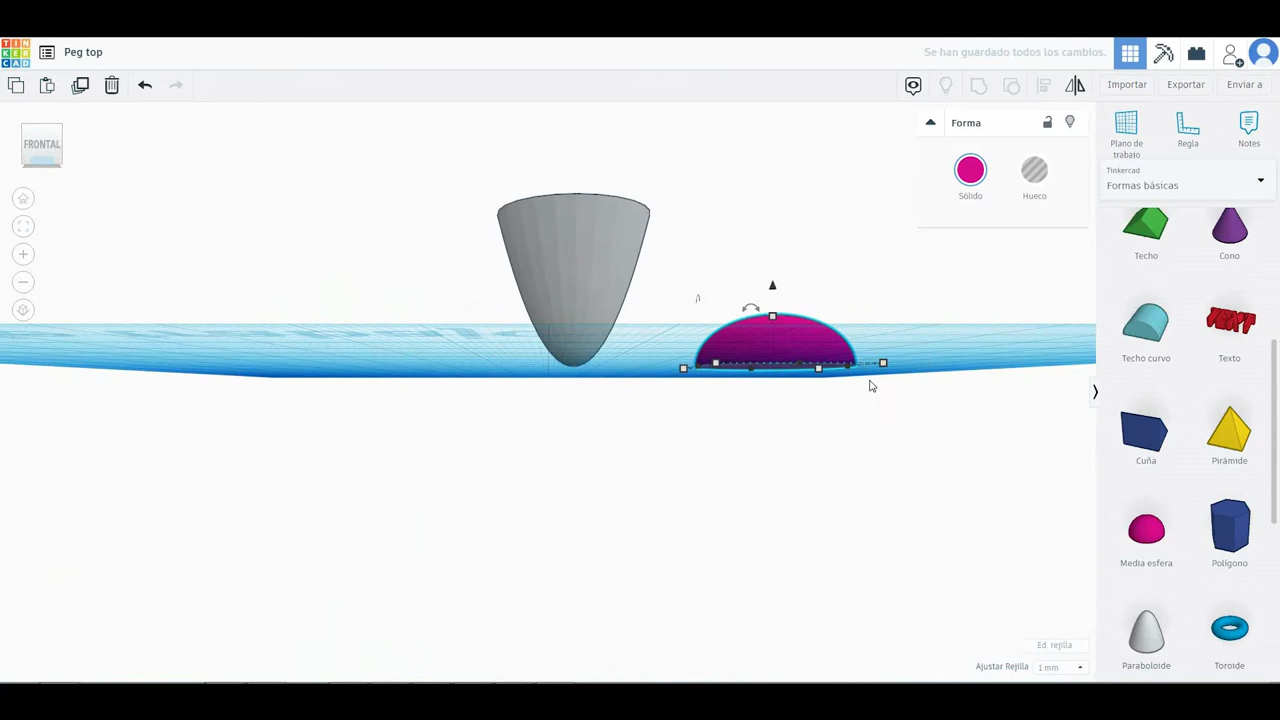 TIN
KER
CAD
Peg top
Se han guardado todos los cambios.
Importar
Exportar
Enviar a
FRONTAL
Forma
Sólido
Hueco
Plano de
trabajo
Regla
Notes
Tinkercad
Formas básicas
Techo
Cono
TEXT
Techo curvo
Texto
Cuña
Pirámide
Media esfera
Polígono
Paraboloide
Toroide
Ed. rejilla
Ajustar Rejilla
1 mm